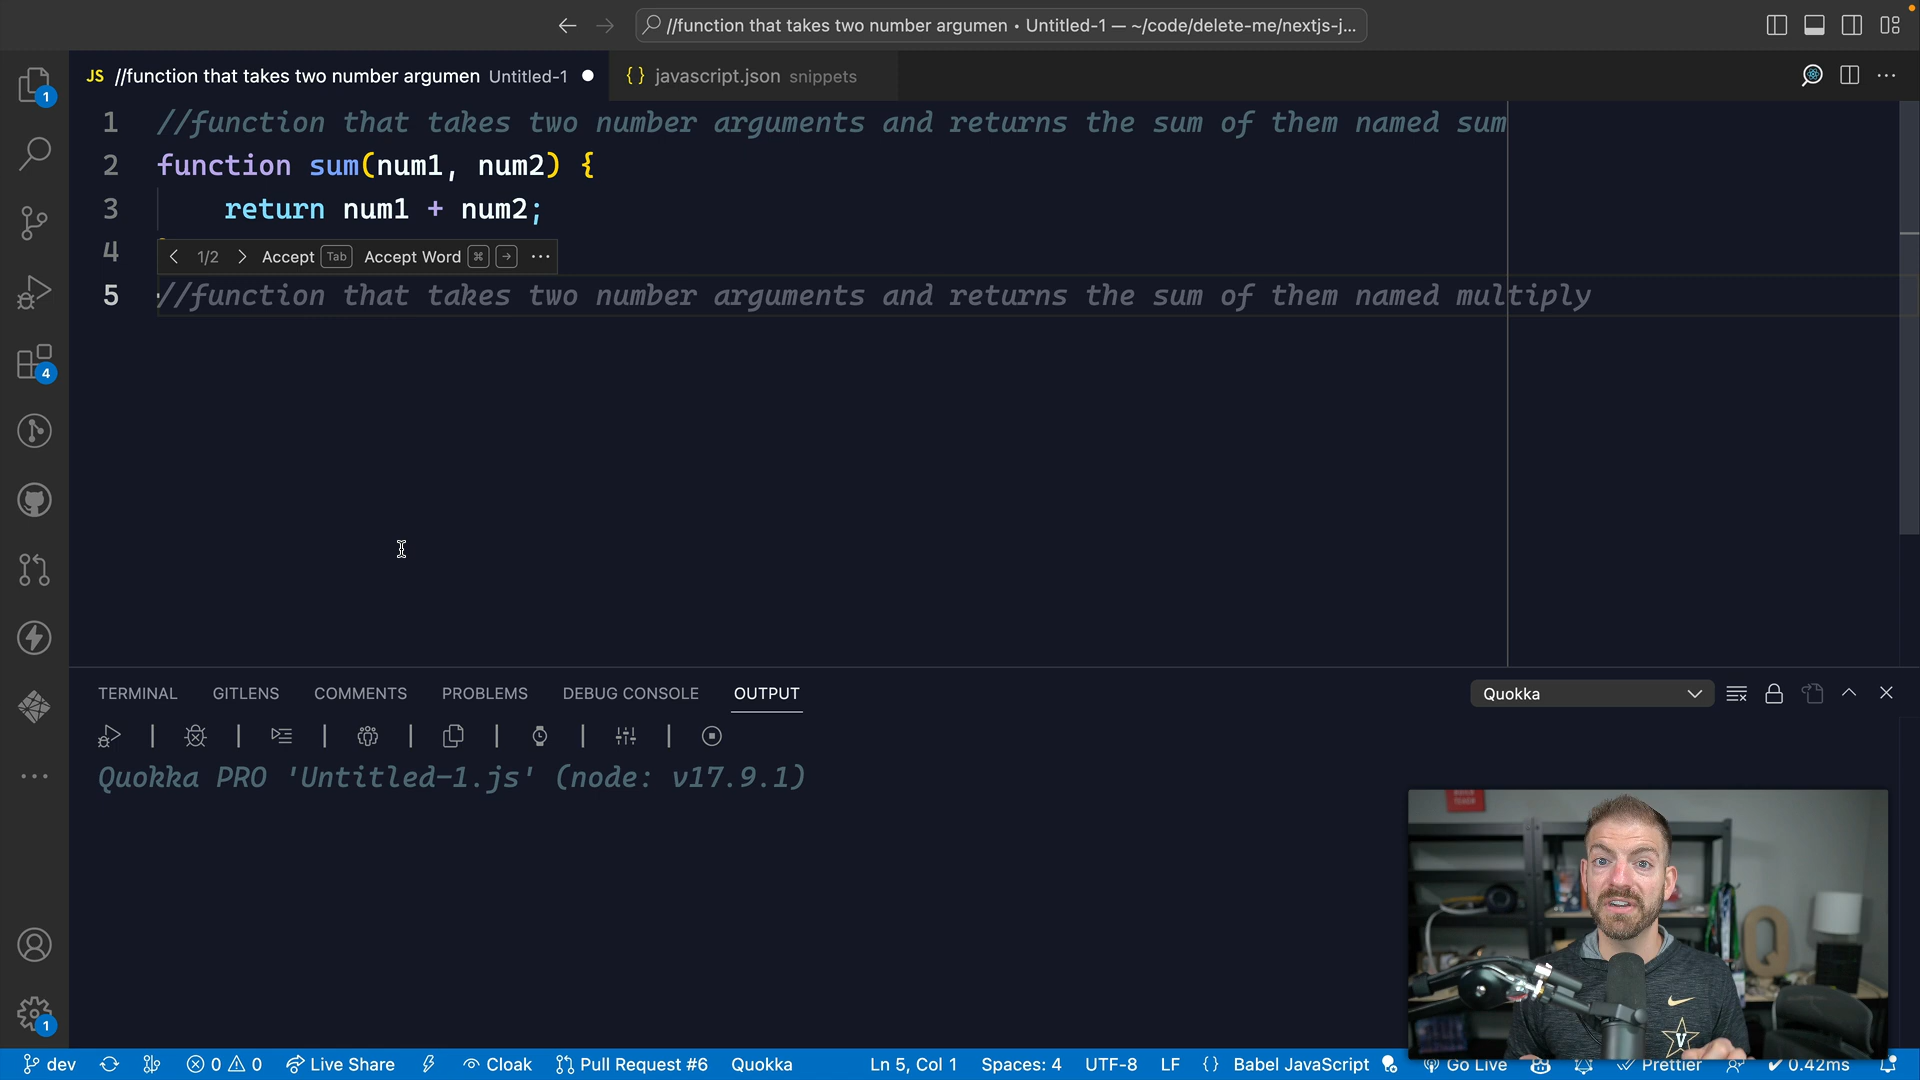 //function that takes two number argumen • Untitled-1 — ~/code/delete-me/nextjs-j...
JS //function that takes two number argumen Untitled-1
{} javascript.json snippets
1 //function that takes two number arguments and returns the sum of them named sum
2 function sum(num1, num2) {
3 return num1 + num2;
4
< 1/2 > Accept Tab Accept Word ⌘ → ...
5 //function that takes two number arguments and returns the sum of them named multiply
1
4
TERMINAL GITLENS COMMENTS PROBLEMS DEBUG CONSOLE OUTPUT
Quokka
Quokka PRO 'Untitled-1.js' (node: v17.9.1)
V
1
dev 0 0 Live Share Cloak Pull Request #6 Quokka Ln 5, Col 1 Spaces: 4 UTF-8 LF {} Babel JavaScript Go Live Prettier 0.42ms